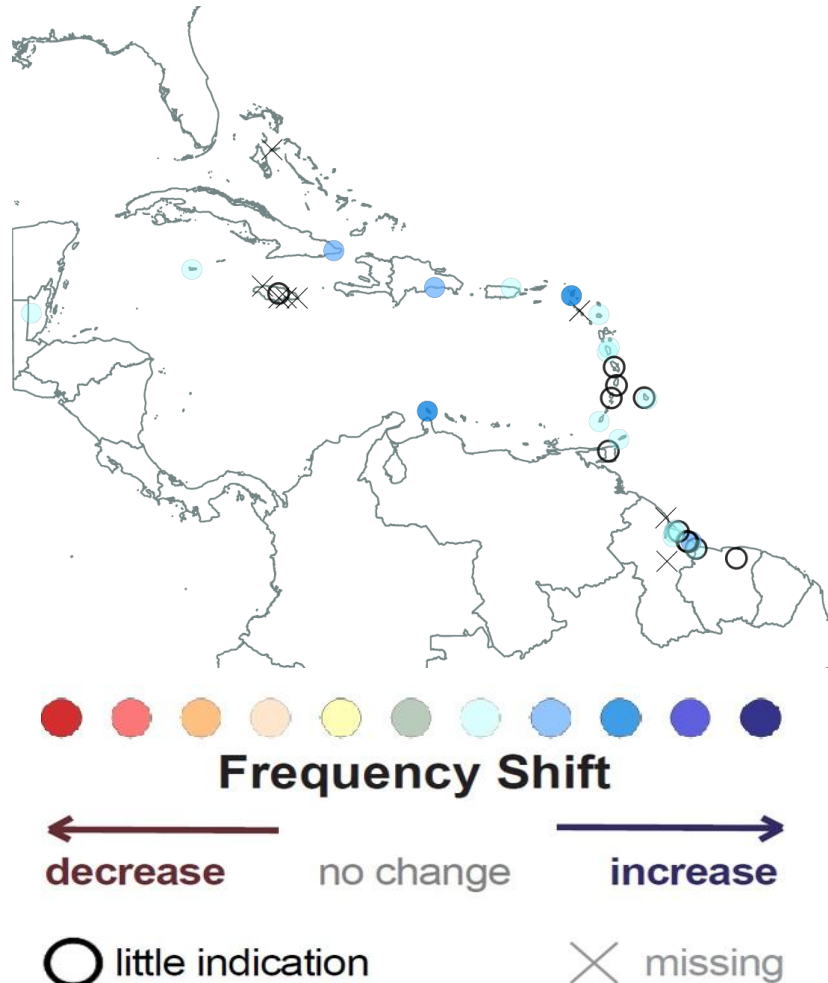 Frequency Shift
decrease no change increase
little indication missing